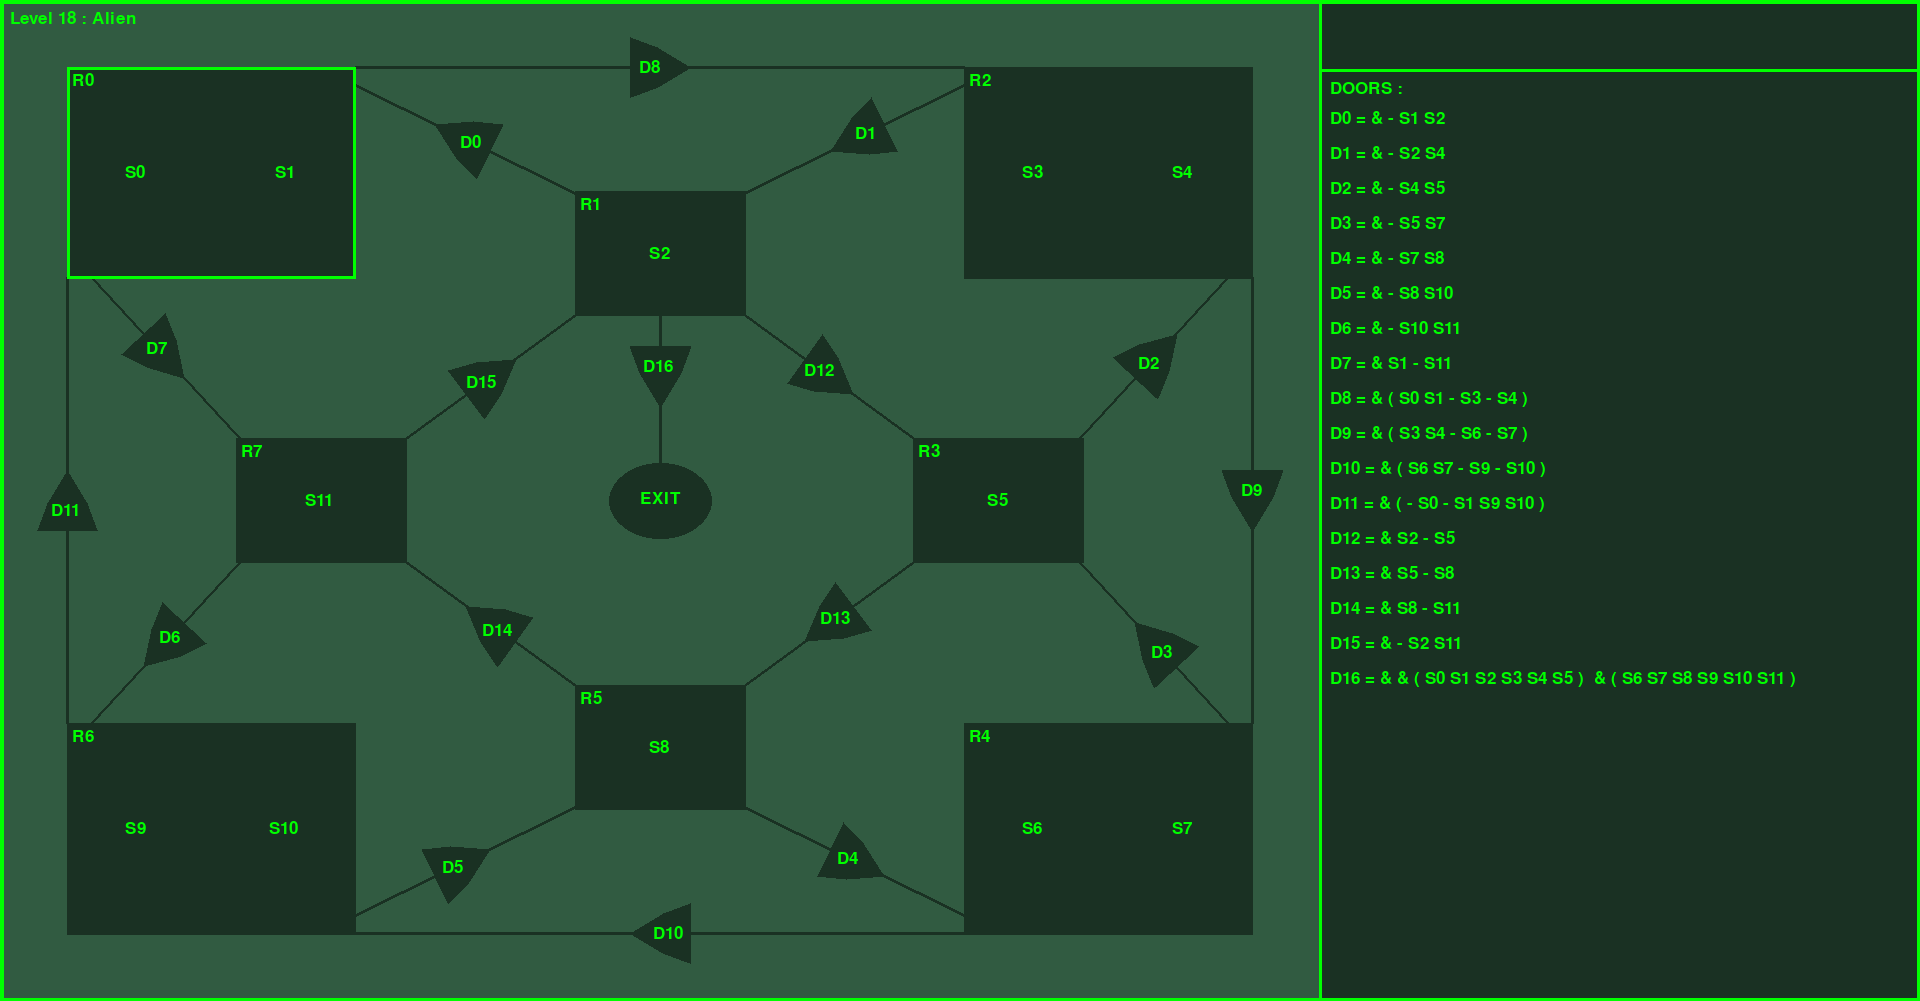 Level 18 : Alien
R0
D8
R2
D0
D1
S0
S1
S3
S4
R1
S2
D7
D15
D16
D12
D2
R7
R3
D11
S11
EXIT
S5
D9
D6
D14
D13
D3
R6
R5
R4
S8
S9
S10
S6
S7
D5
D4
D10
DOORS :
D0 = & - S1 S2
D1 = & - S2 S4
D2 = & - S4 S5
D3 = & - S5 S7
D4 = & - S7 S8
D5 = & - S8 S10
D6 = & - S10 S11
D7 = & S1 - S11
D8 = & ( S0 S1 - S3 - S4 )
D9 = & ( S3 S4 - S6 - S7 )
D10 = & ( S6 S7 - S9 - S10 )
D11 = & ( - S0 - S1 S9 S10 )
D12 = & S2 - S5
D13 = & S5 - S8
D14 = & S8 - S11
D15 = & - S2 S11
D16 = & & ( S0 S1 S2 S3 S4 S5 ) & ( S6 S7 S8 S9 S10 S11 )